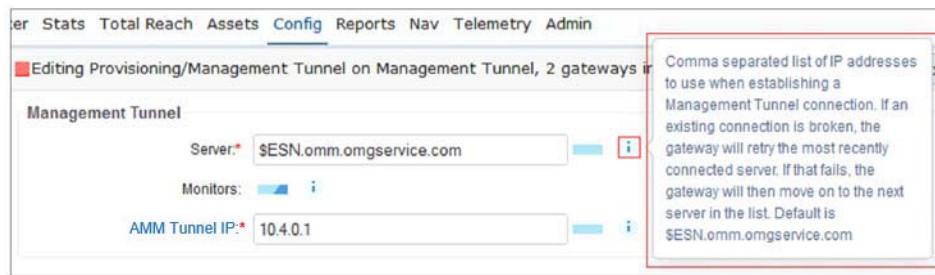 er Stats Total Reach Assets Config Reports Nav Telemetry Admin
Editing Provisioning/Management Tunnel on Management Tunnel, 2 gateways in
Management Tunnel
Server:* $ESN.omm.omgservice.com i
Monitors: i
AMM Tunnel IP:* 10.4.0.1 i
Comma separated list of IP addresses
to use when establishing a
Management Tunnel connection. If an
existing connection is broken, the
gateway will retry the most recently
connected server. If that fails, the
gateway will then move on to the next
server in the list. Default is
$ESN.omm.omgservice.com